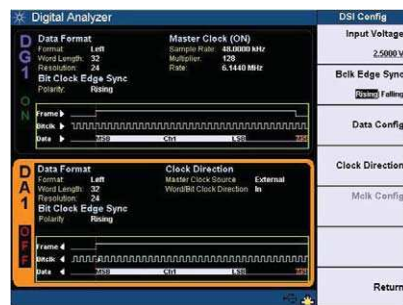 Digital Analyzer
DSI Config
DG1 ON
Data Format
Format: Left
Word Length: 32
Resolution: 24
Bit Clock Edge Sync
Polarity: Rising
Master Clock (ON)
Sample Rate: 48.0000 kHz
Multiplier: 128
Rate: 6.1440 MHz
Frame
Bitclk
Data MSB Ch1 LSB
DA1 OFF
Data Format
Format: Left
Word Length: 32
Resolution: 24
Bit Clock Edge Sync
Polarity Rising
Clock Direction
Master Clock Source External
Word/Bit Clock Direction In
Frame
Bitclk
Data MSB Ch1 LSB
Input Voltage
2.5000 V
Bclk Edge Sync
Rising Falling
Data Config
Clock Direction
Mclk Config
Return